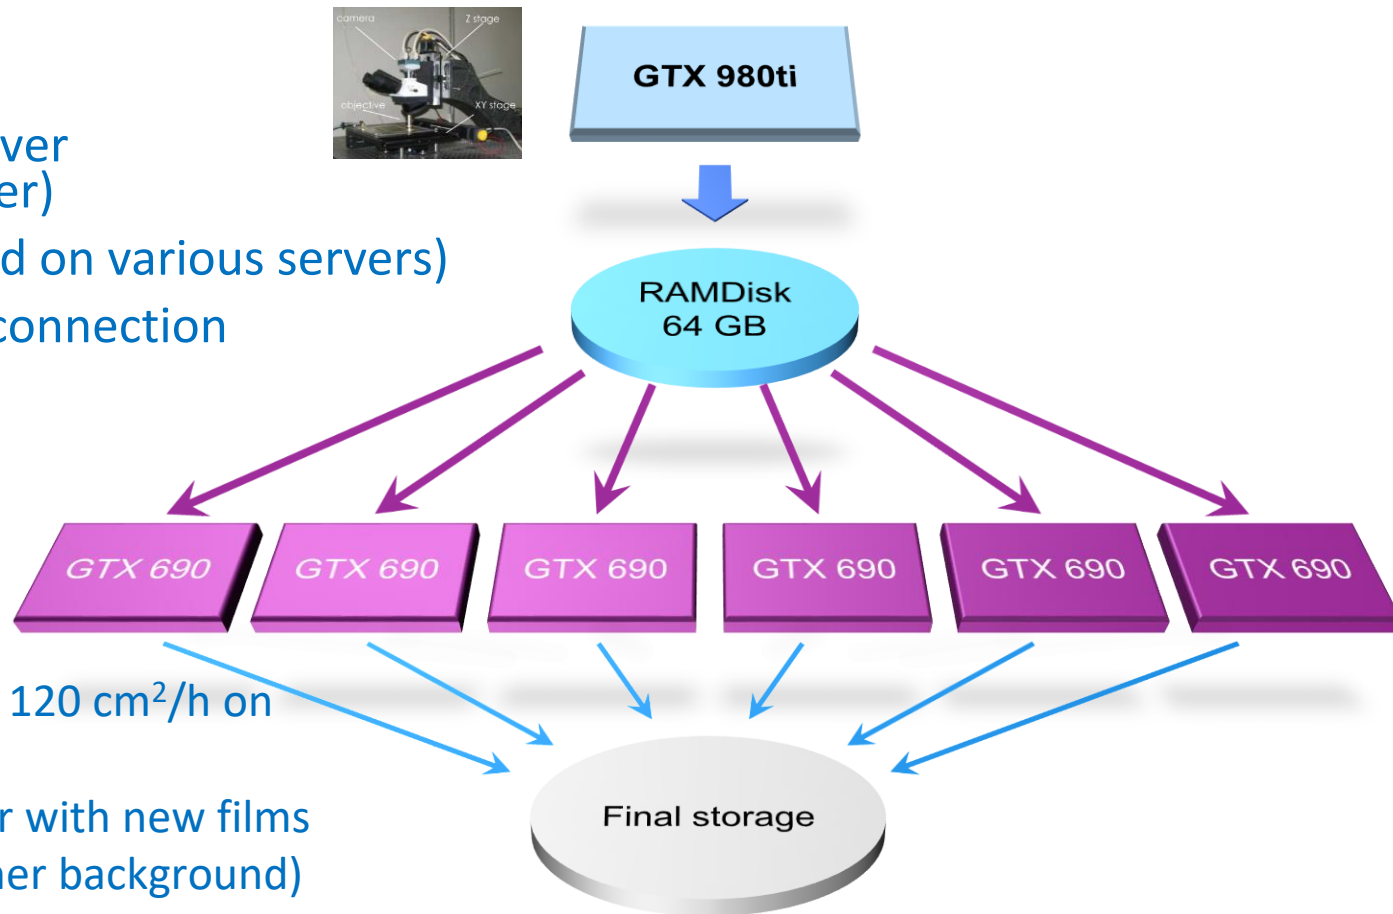 camera
Z stage
objective
XY stage
GTX 980ti
ver
er)
d on various servers)
connection
RAMDisk
64 GB
GTX 690
GTX 690
GTX 690
GTX 690
GTX 690
GTX 690
120 cm²/h on
r with new films
ner background)
Final storage